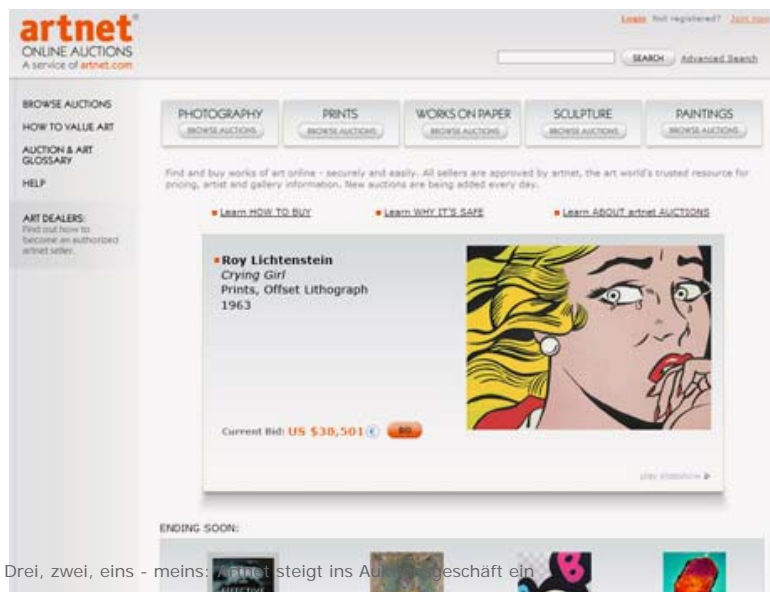 artnet®
ONLINE AUCTIONS
A service of artnet.com
Login Not registered? Join now
SEARCH Advanced Search
BROWSE AUCTIONS
HOW TO VALUE ART
AUCTION & ART
GLOSSARY
HELP
ART DEALERS:
Find out how to
become an authorized
artnet seller.
PHOTOGRAPHY PRINTS WORKS ON PAPER SCULPTURE PAINTINGS
BROWSE AUCTIONS BROWSE AUCTIONS BROWSE AUCTIONS BROWSE AUCTIONS BROWSE AUCTIONS
Find and buy works of art online - securely and easily. All sellers are approved by artnet, the art world's trusted resource for
pricing, artist and gallery information. New auctions are being added every day.
Learn HOW TO BUY Learn WHY IT'S SAFE Learn ABOUT artnet AUCTIONS
Roy Lichtenstein
Crying Girl
Prints, Offset Lithograph
1963
Current Bid: US $38,501 € GO
play slideshow
ENDING SOON:
Drei, zwei, eins - meins: Artnet steigt ins geschäft ein